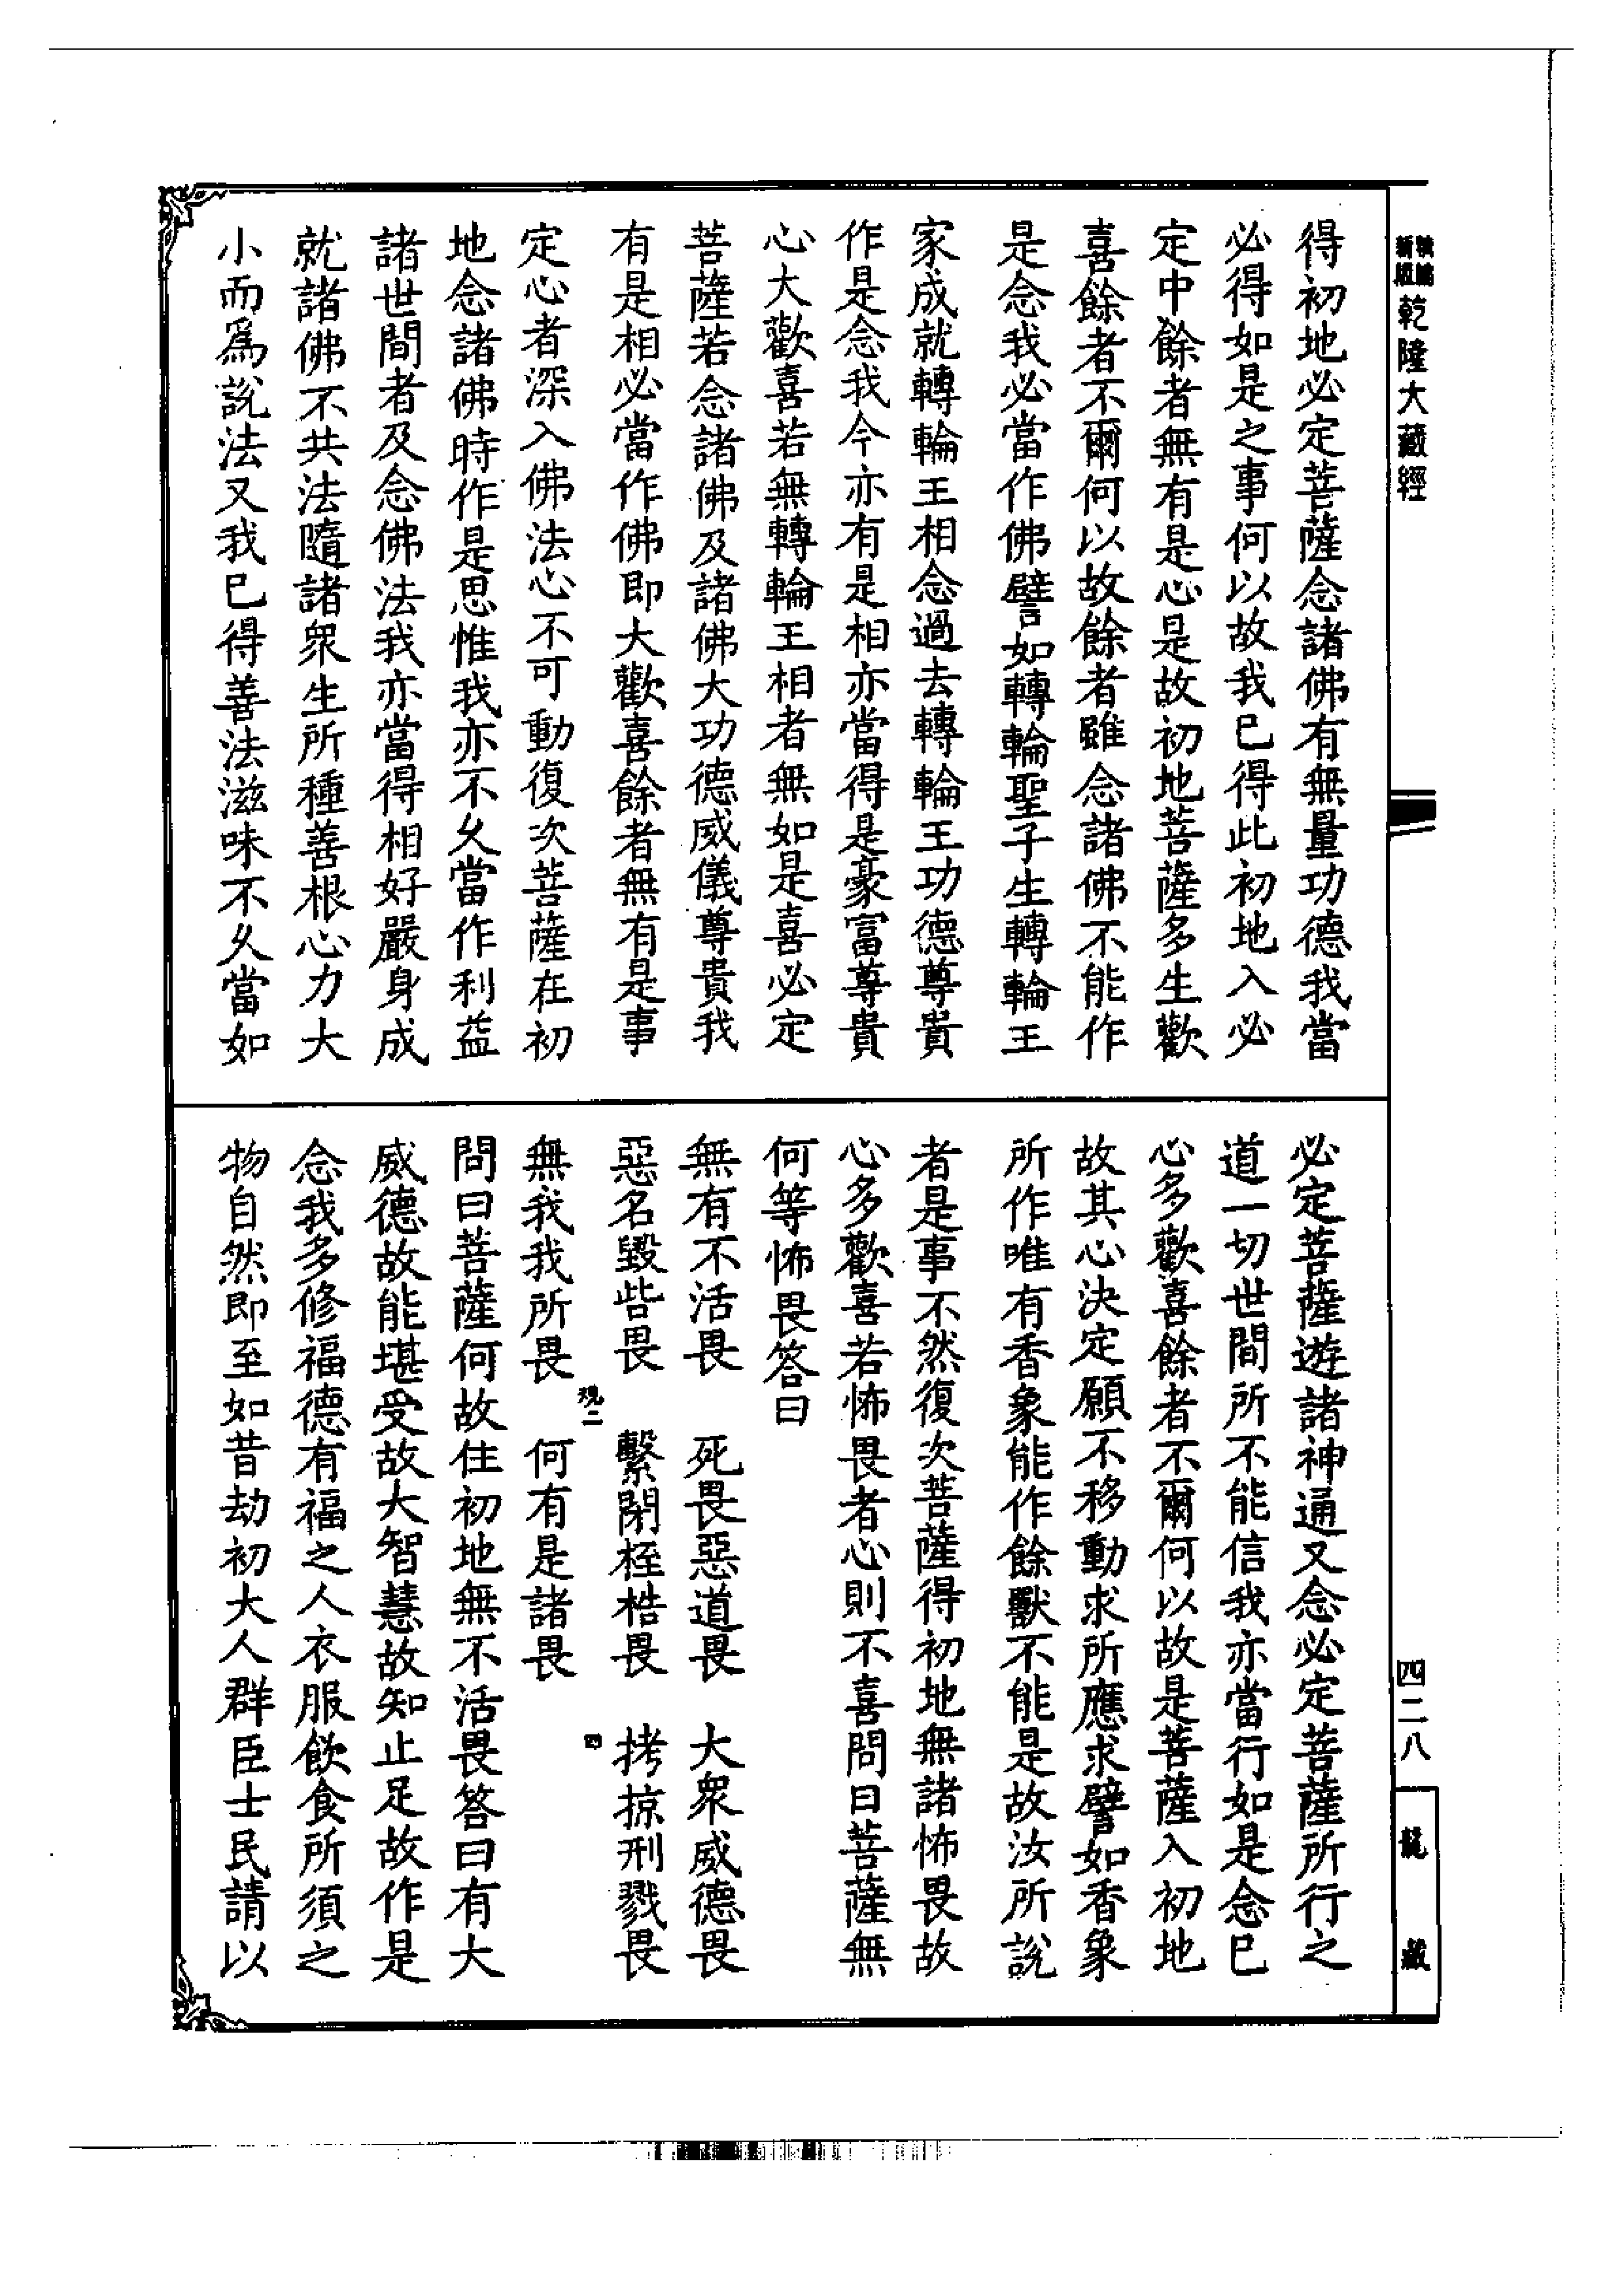 乾隆大藏經
得初地必定菩薩念諸佛有無量功德我當
必得如是之事何以故我已得此初地入必
定中餘者無有是心是故初地菩薩多生歡
喜餘者不爾何以故餘者雖念諸佛不能作
是念我必當作佛譬如轉輪聖子生轉輪王
家成就轉輪王相念過去轉輪王功德尊貴
作是念我今亦有是相亦當得是豪富尊貴
心大歡喜若無轉輪王相者無如是喜必定
菩薩若念諸佛及諸佛大功德威儀尊貴我
有是相必當作佛即大歡喜餘者無有是事
定心者深入佛法心不可動復次菩薩在初
地念諸佛時作是思惟我亦不久當作利益
諸世間者及念佛法我亦當得相好嚴身成
就諸佛不共法隨諸眾生所種善根心力大
小而爲說法又我已得善法滋味不久當如
必定菩薩遊諸神通又念必定菩薩所行之
道一切世間所不能信我亦當行如是念已
心多歡喜餘者不爾何以故是菩薩入初地
故其心決定願不移動求所應求譬如香象
所作唯有香象能作餘獸不能是故汝所說
者是事不然復次菩薩得初地無諸怖畏故
心多歡喜若怖畏者心則不喜問曰菩薩無
何等怖畏答曰
無有不活畏　死畏惡道畏　大眾威德畏
惡名毀呰畏　繫閉桎梏畏　拷掠刑戮畏
無我我所畏　何有是諸畏
問曰菩薩何故住初地無不活畏答曰有大
威德故能堪受故大智慧故知止足故作是
念我多修福德有福之人衣服飲食所須之
物自然即至如昔劫初大人群臣士民請以
四二八
龍藏